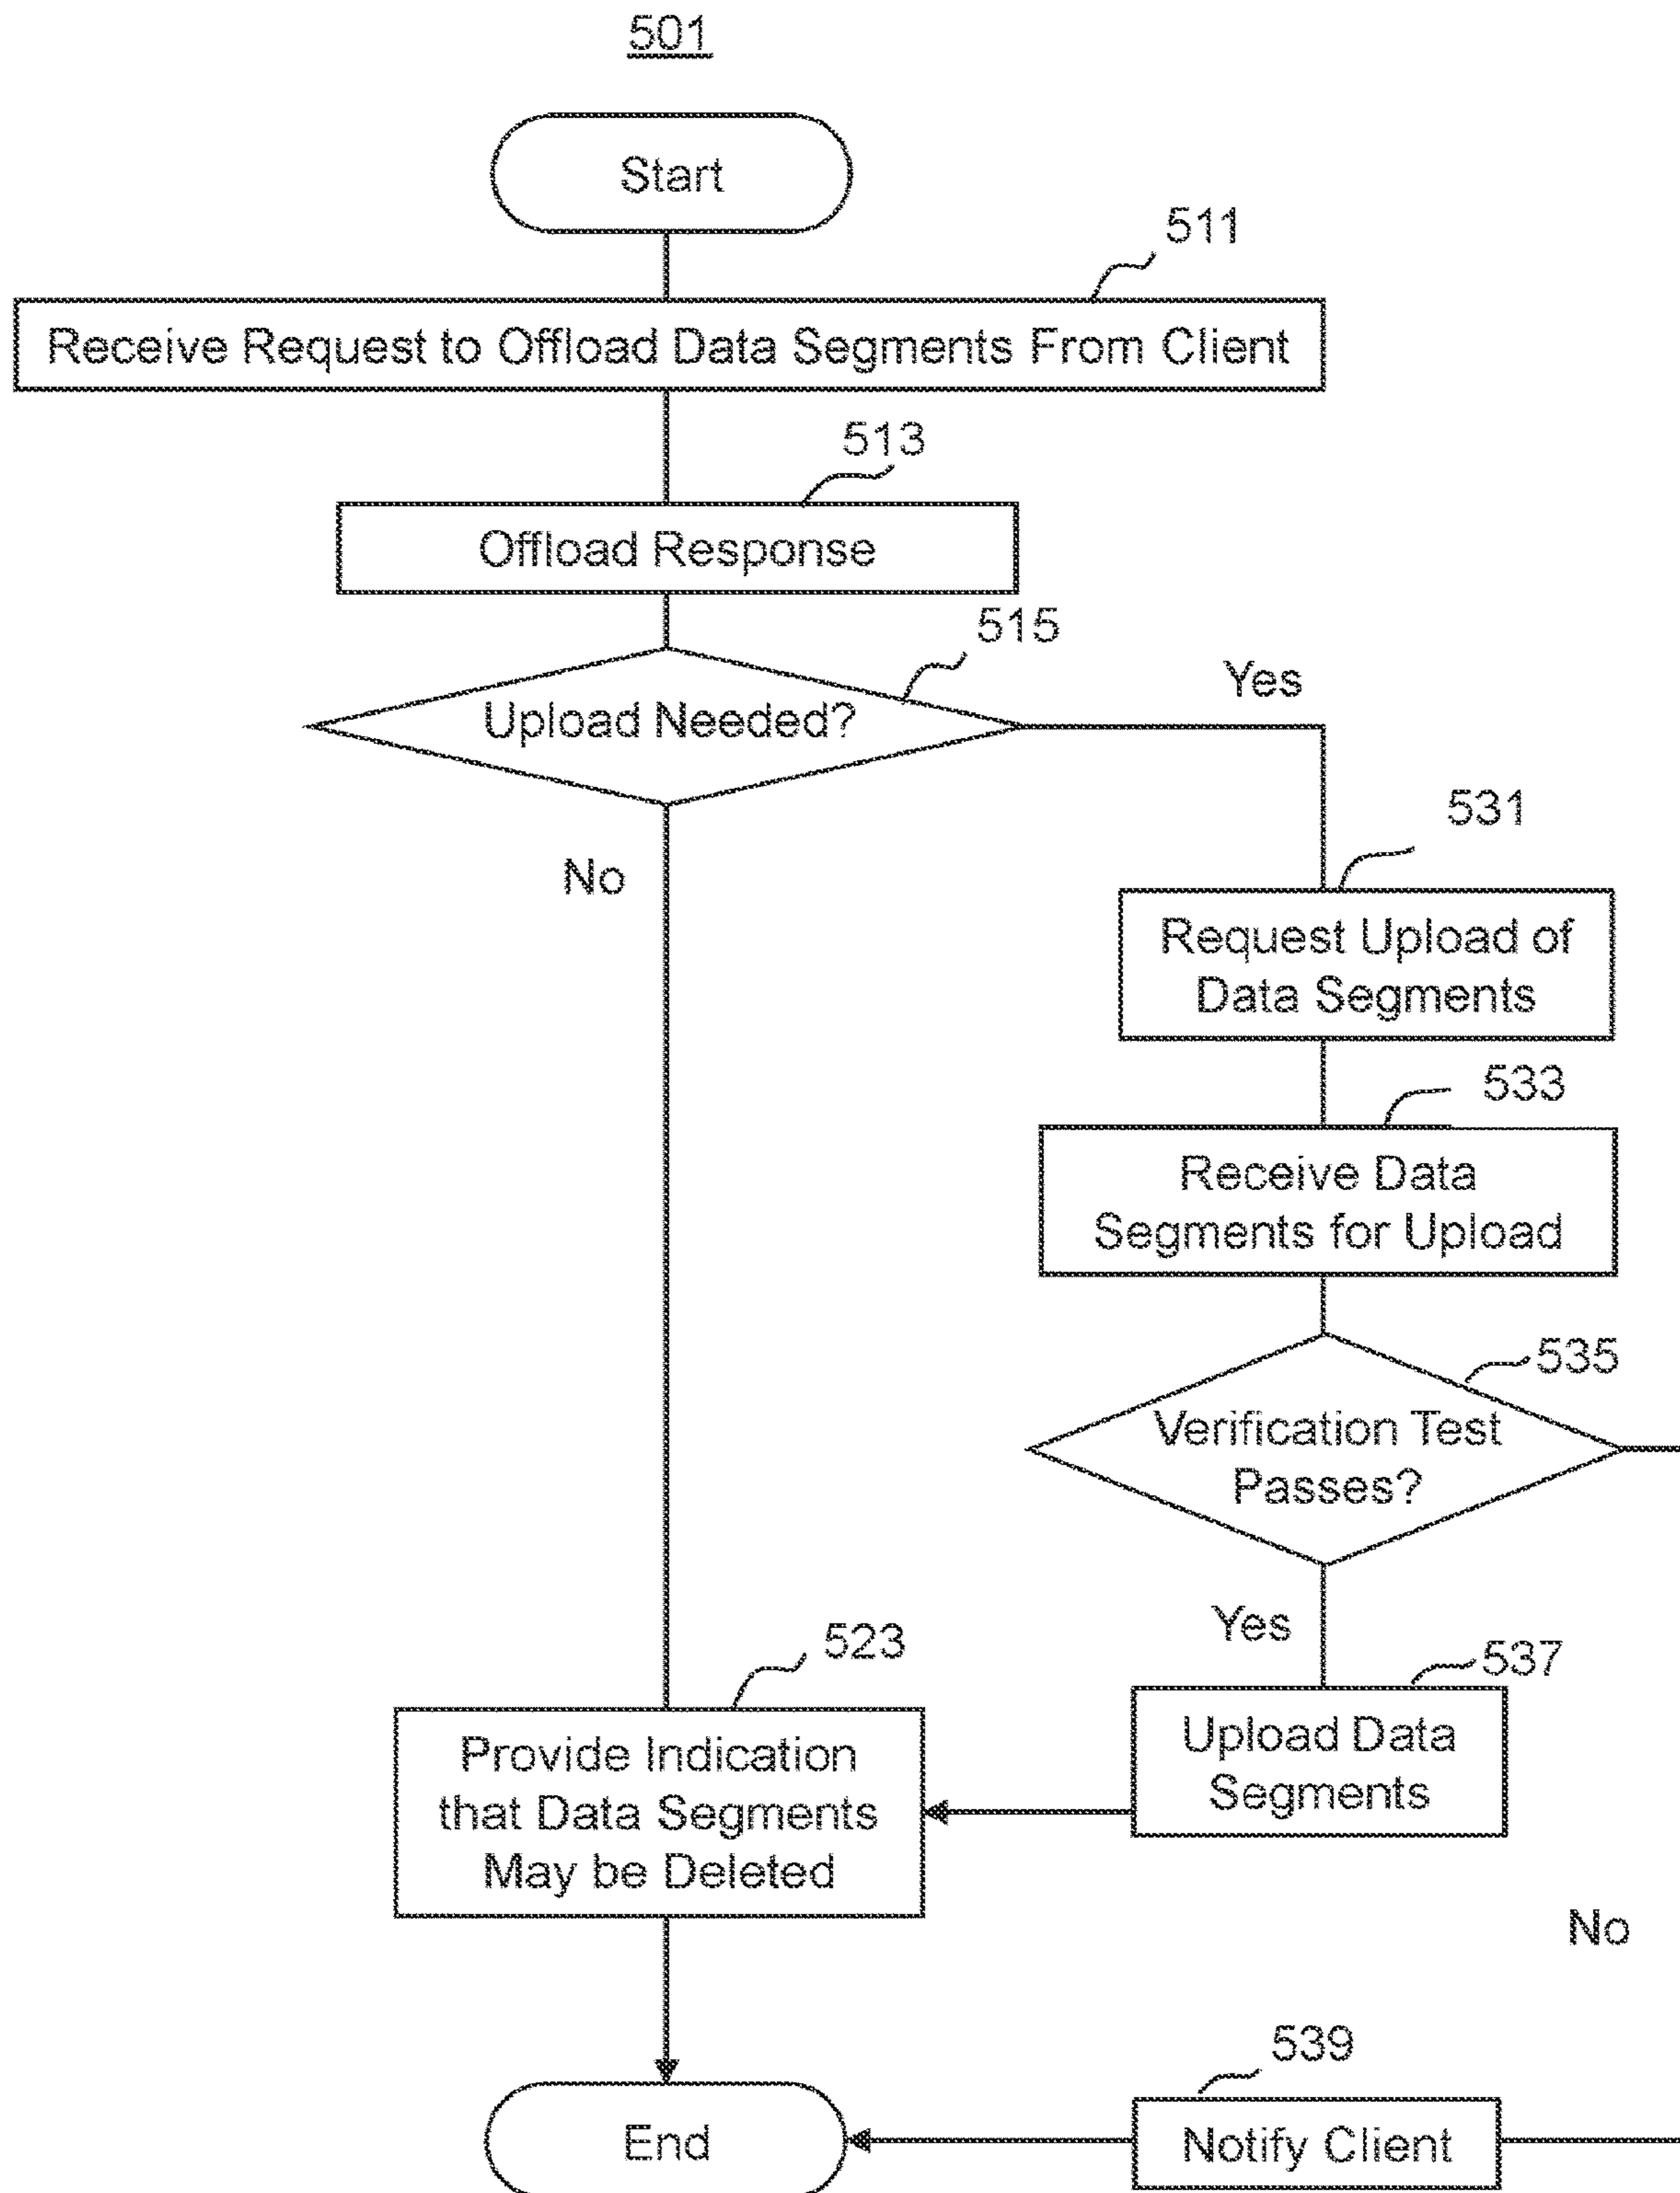 501
Start
511
Receive Request to Offload Data Segments From Client
513
Offload Response
515
Upload Needed?
Yes
No
531
Request Upload of
Data Segments
533
Receive Data
Segments for Upload
535
Verification Test
Passes?
Yes
523
537
Provide Indication
that Data Segments
May be Deleted
Upload Data
Segments
No
539
End
Notify Client